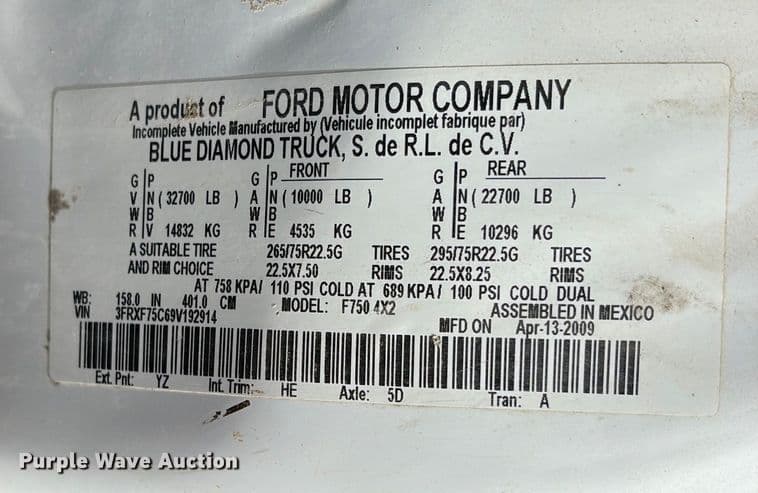 A product of FORD MOTOR COMPANY
Incomplete Vehicle Manufactured by (Vehicule incomplet fabrique par)
BLUE DIAMOND TRUCK, S. de R.L. de C.V.
FRONT REAR
G P G P G P
V N ( 32700 LB ) A N ( 10000 LB ) A N ( 22700 LB )
W B W B W B
R V 14832 KG R E 4535 KG R E 10296 KG
A SUITABLE TIRE 265/75R22.5G TIRES 295/75R22.5G TIRES
AND RIM CHOICE 22.5X7.50 RIMS 22.5X8.25 RIMS
AT 758 KPA/ 110 PSI COLD AT 689 KPA/ 100 PSI COLD DUAL
WB: 158.0 IN 401.0 CM MODEL: F750 4X2 ASSEMBLED IN MEXICO
VIN 3FRXF75C69V192914 MFD ON Apr-13-2009
Ext. Pnt: YZ Int. Trim: HE Axle: 5D Tran: A
Purple Wave Auction